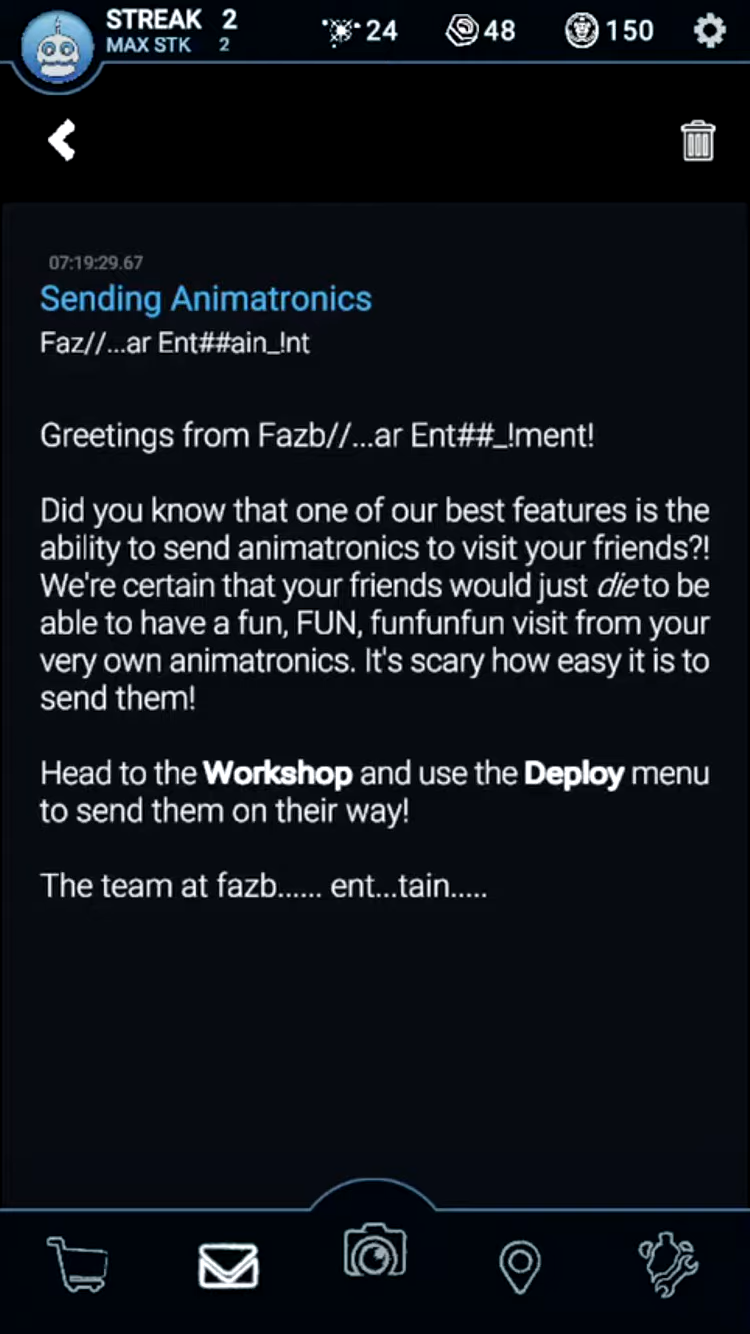 STREAK 2
MAX STK 2
24
48
150
07:19:29.67
Sending Animatronics
Faz//...ar Ent##ain_!nt
Greetings from Fazb//...ar Ent##_!ment!
Did you know that one of our best features is the
ability to send animatronics to visit your friends?!
We're certain that your friends would just die to be
able to have a fun, FUN, funfunfun visit from your
very own animatronics. It's scary how easy it is to
send them!
Head to the Workshop and use the Deploy menu
to send them on their way!
The team at fazb...... ent...tain.....